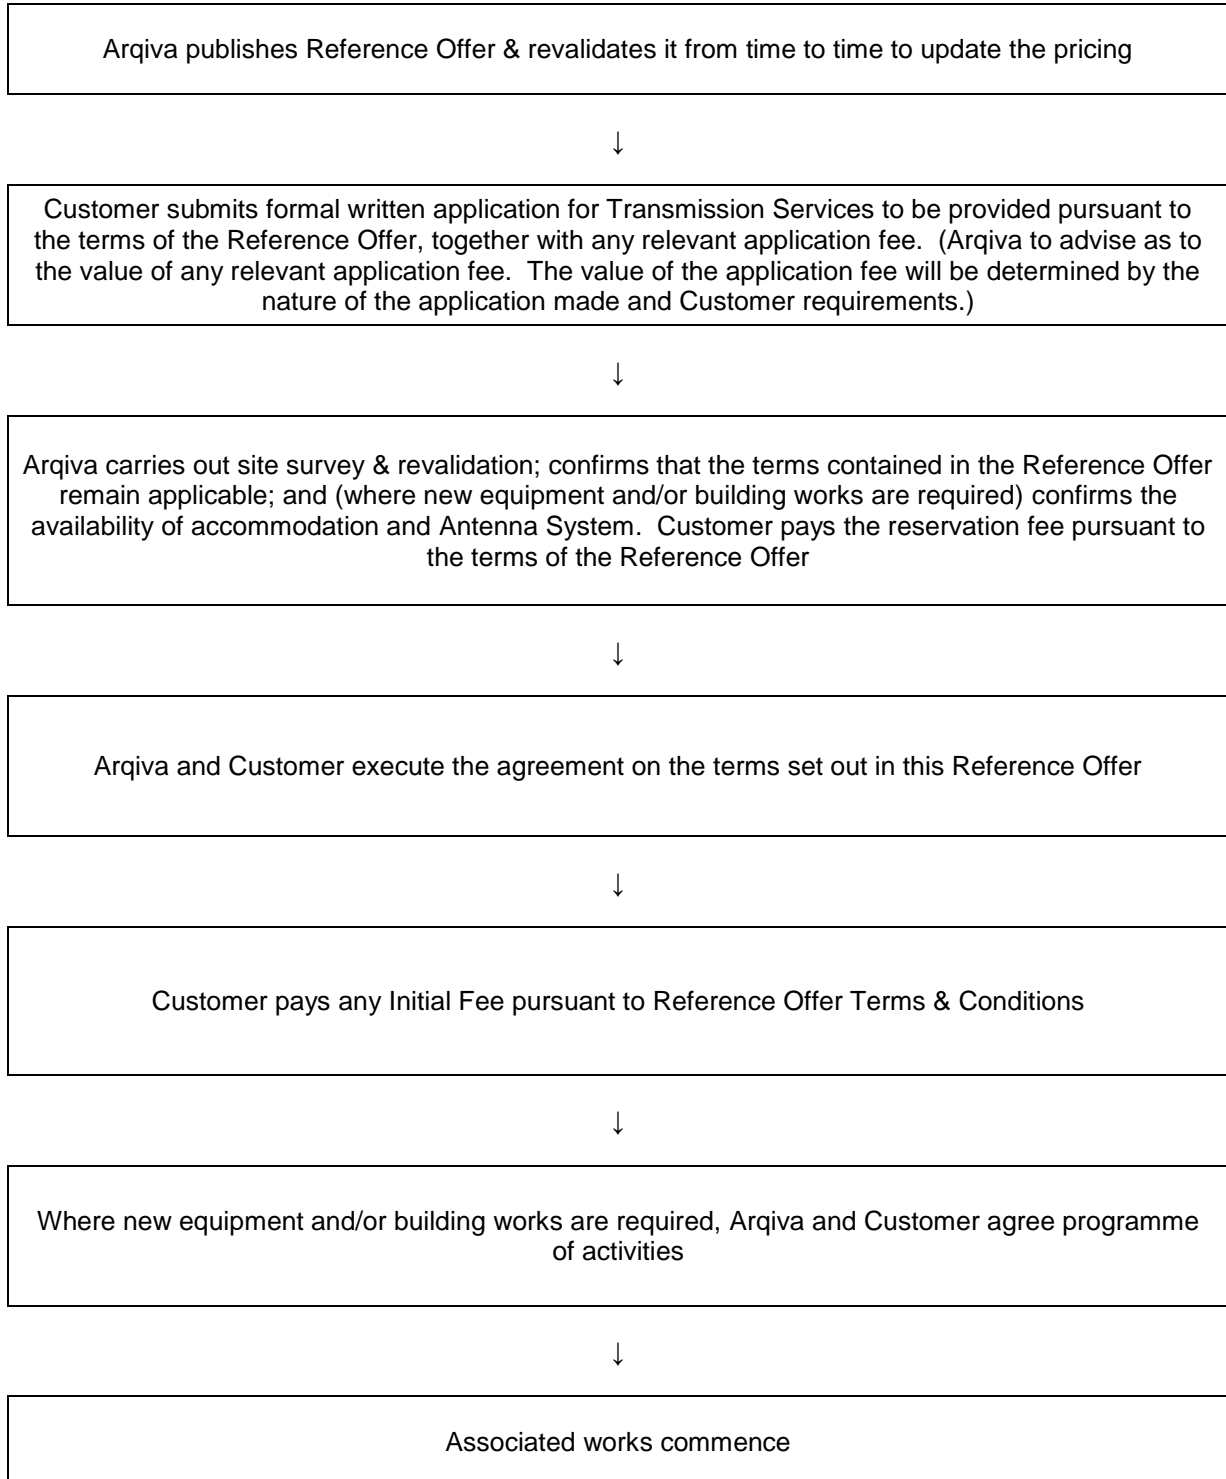 Arqiva publishes Reference Offer & revalidates it from time to time to update the pricing
↓
Customer submits formal written application for Transmission Services to be provided pursuant to
the terms of the Reference Offer, together with any relevant application fee.  (Arqiva to advise as to
the value of any relevant application fee.  The value of the application fee will be determined by the
nature of the application made and Customer requirements.)
↓
Arqiva carries out site survey & revalidation; confirms that the terms contained in the Reference Offer
remain applicable; and (where new equipment and/or building works are required) confirms the
availability of accommodation and Antenna System.  Customer pays the reservation fee pursuant to
the terms of the Reference Offer
↓
Arqiva and Customer execute the agreement on the terms set out in this Reference Offer
↓
Customer pays any Initial Fee pursuant to Reference Offer Terms & Conditions
↓
Where new equipment and/or building works are required, Arqiva and Customer agree programme
of activities
↓
Associated works commence